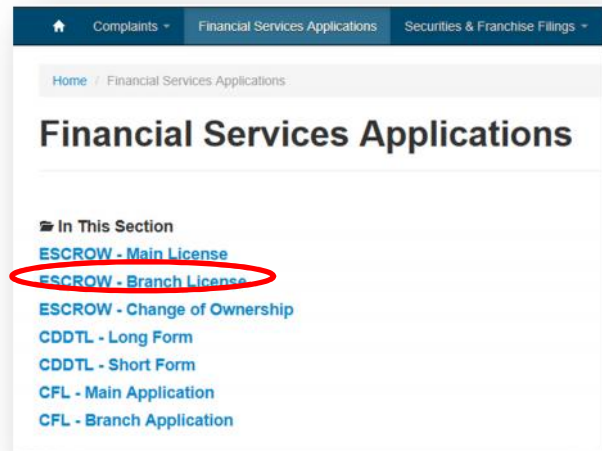 Complaints Financial Services Applications Securities & Franchise Filings
Home / Financial Services Applications
Financial Services Applications
In This Section
ESCROW - Main License
ESCROW - Branch License
ESCROW - Change of Ownership
CDDTL - Long Form
CDDTL - Short Form
CFL - Main Application
CFL - Branch Application